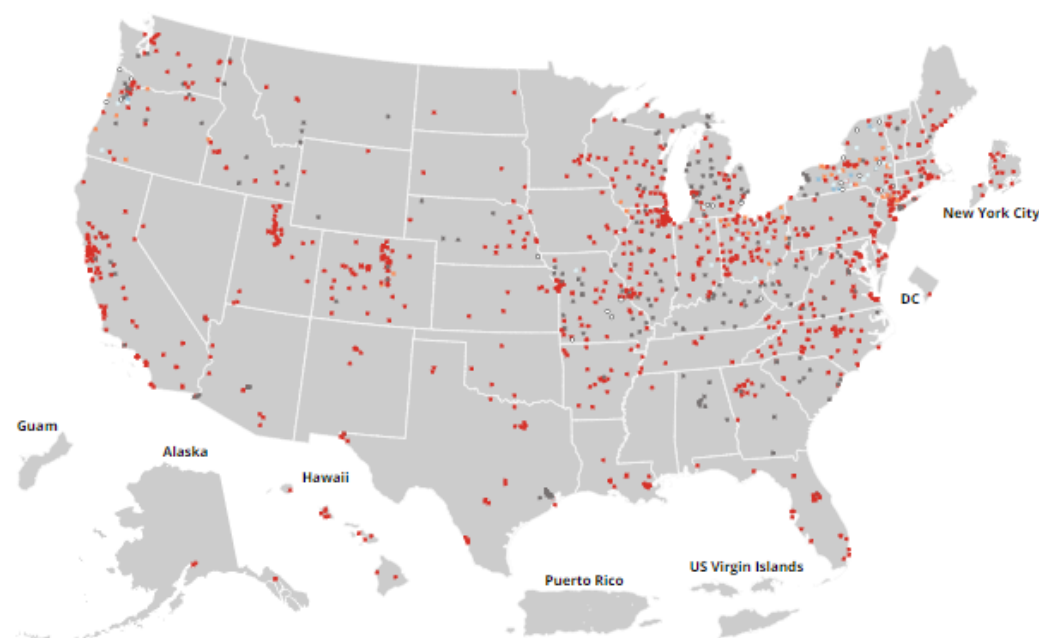 New York City
DC
Guam
Alaska
Hawaii
US Virgin Islands
Puerto Rico